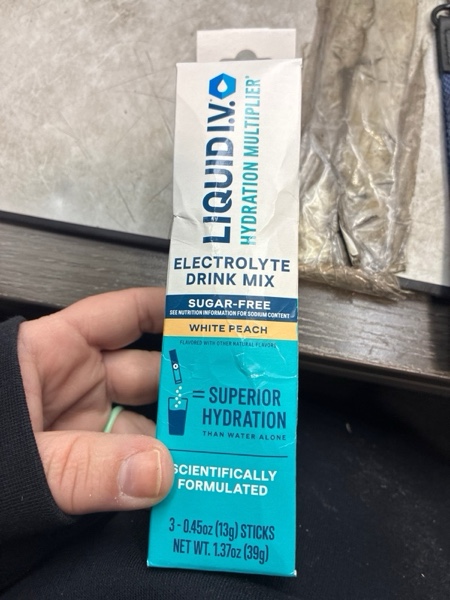 LIQUID I.V.
HYDRATION MULTIPLIER®
ELECTROLYTE
DRINK MIX
SUGAR-FREE
SEE NUTRITION INFORMATION FOR SODIUM CONTENT
WHITE PEACH
FLAVORED WITH OTHER NATURAL FLAVORS
= SUPERIOR
HYDRATION
THAN WATER ALONE
SCIENTIFICALLY
FORMULATED
3 - 0.45oz (13g) STICKS
NET WT. 1.37oz (39g)